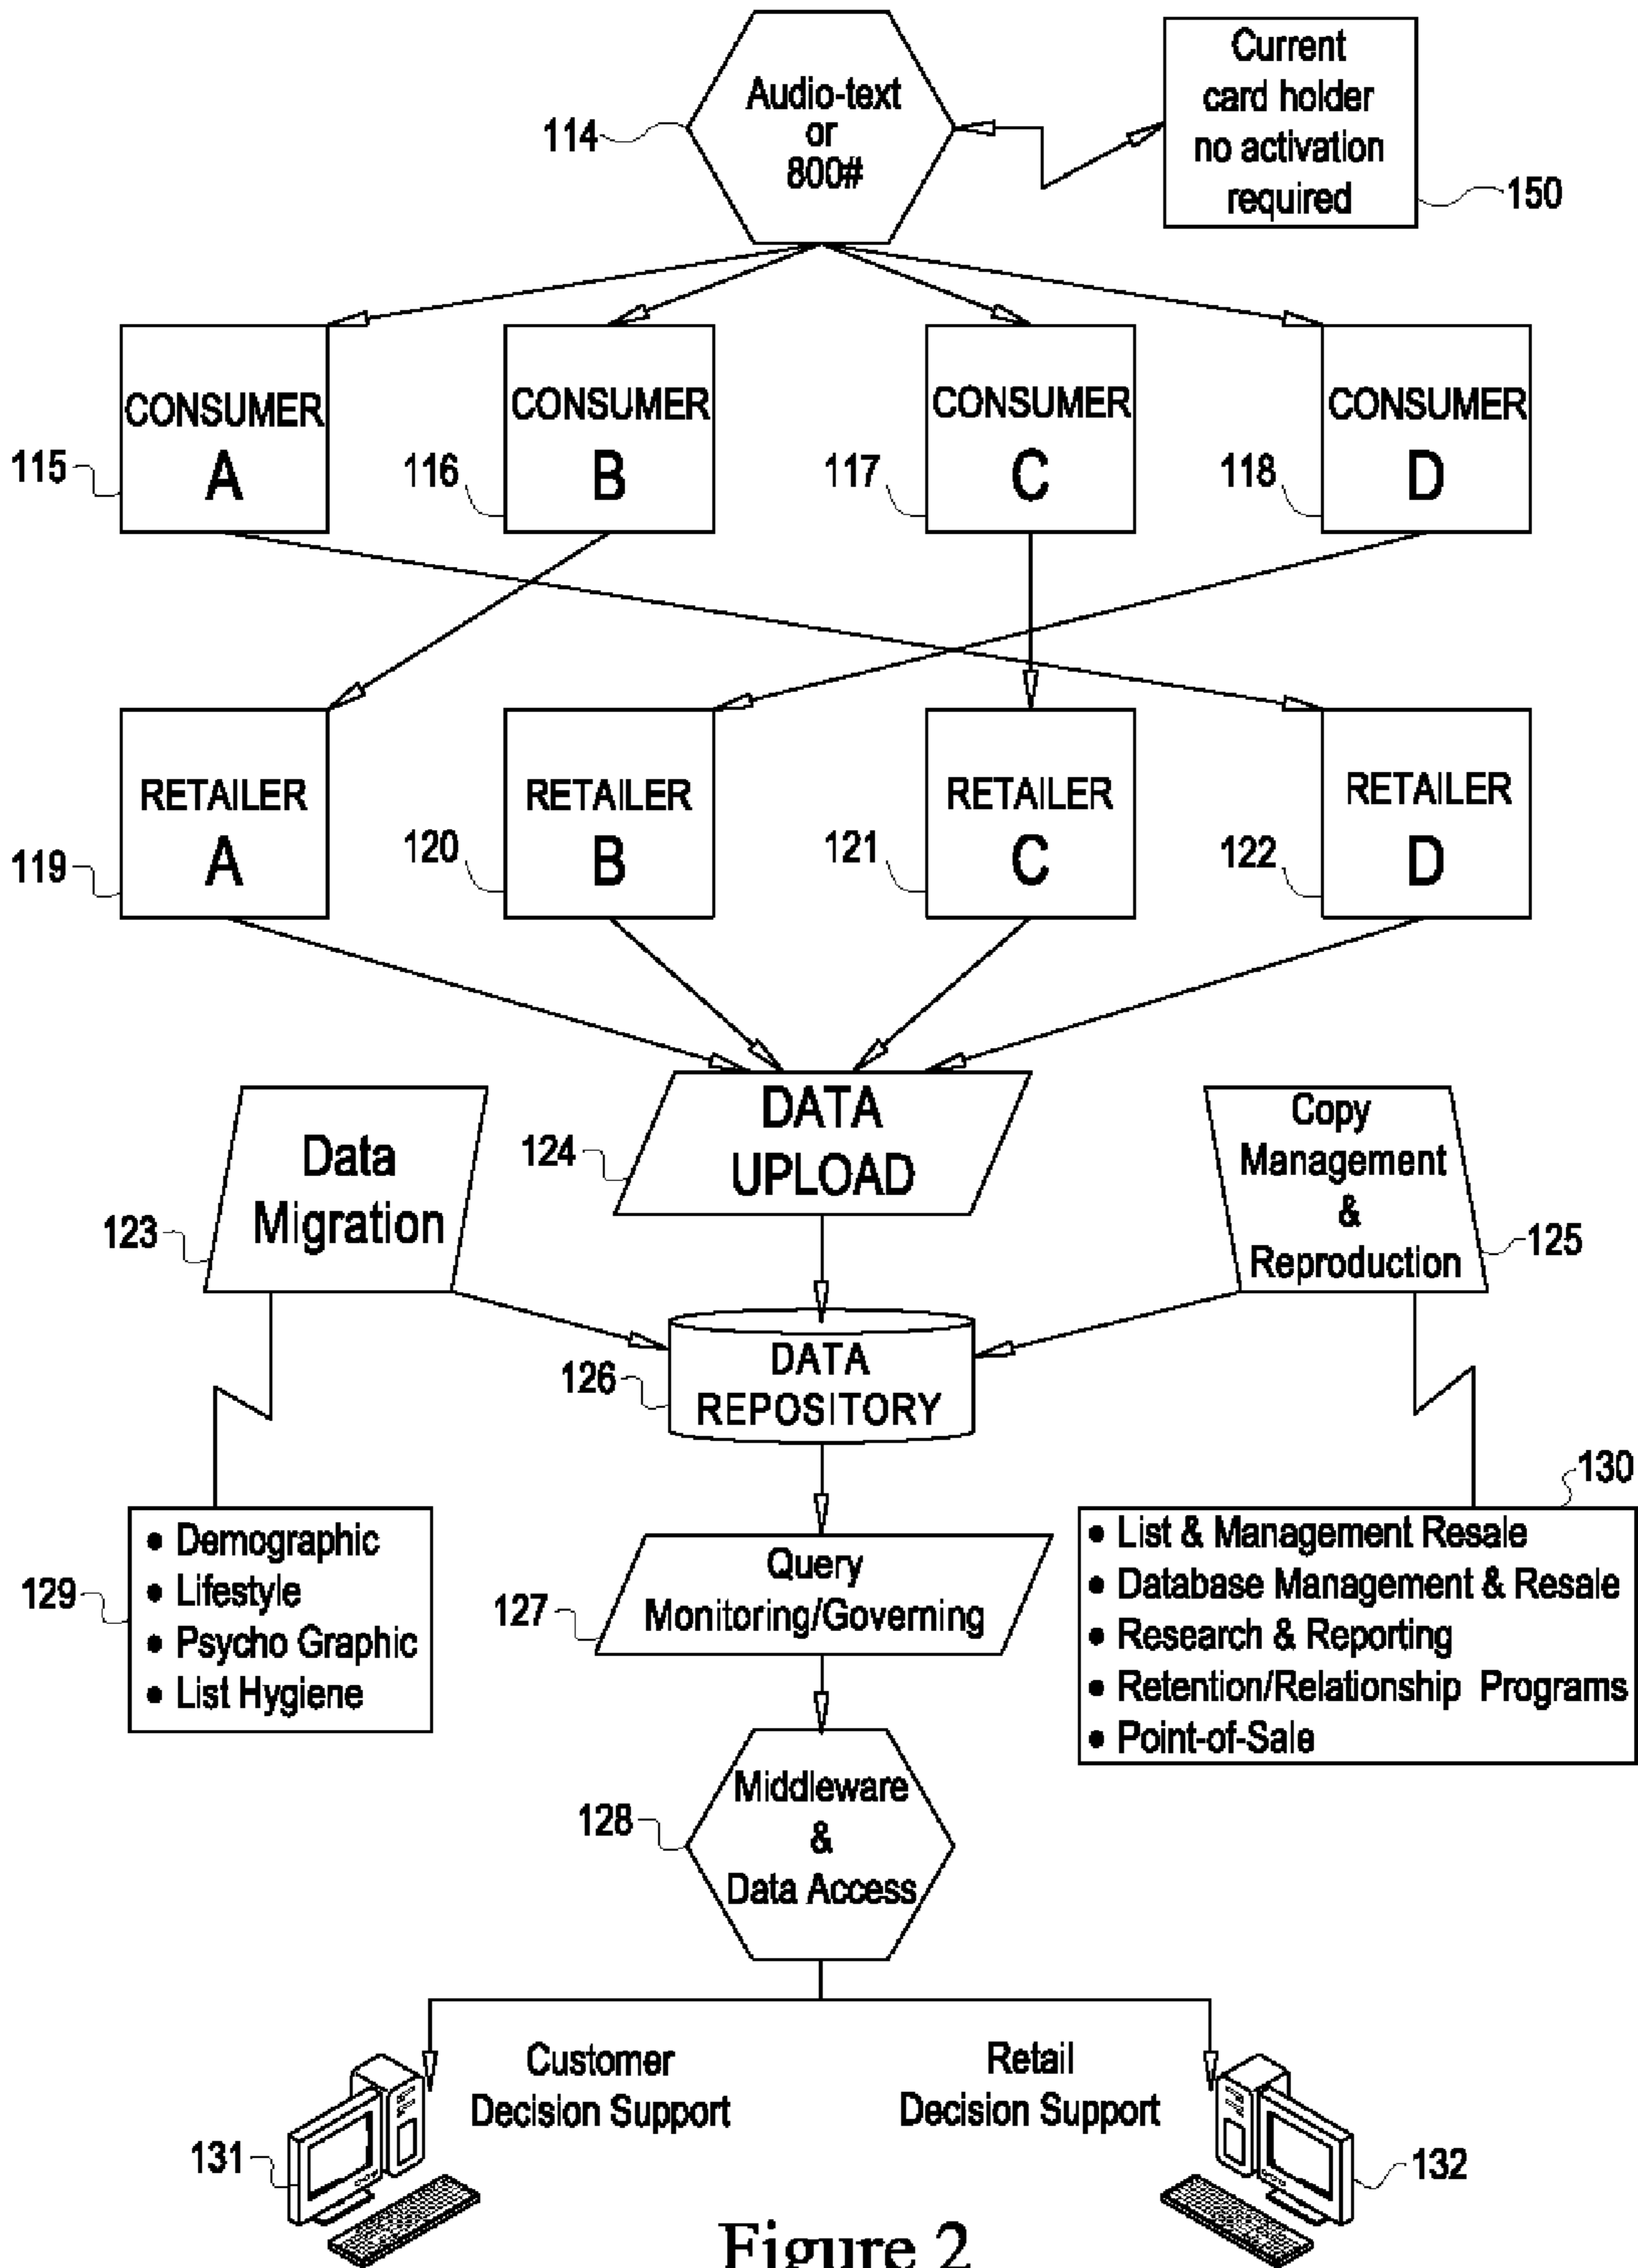 Audio-text
or
800#
114
Current
card holder
no activation
required
150
CONSUMER
A
115
CONSUMER
B
116
CONSUMER
C
117
CONSUMER
D
118
RETAILER
A
119
RETAILER
B
120
RETAILER
C
121
RETAILER
D
122
DATA
UPLOAD
124
Data
Migration
123
Copy
Management
&
Reproduction
125
DATA
REPOSITORY
126
• Demographic
• Lifestyle
• Psycho Graphic
• List Hygiene
129
Query
Monitoring/Governing
127
130
• List & Management Resale
• Database Management & Resale
• Research & Reporting
• Retention/Relationship Programs
• Point-of-Sale
Middleware
&
Data Access
128
Customer
Decision Support
131
Retail
Decision Support
132
Figure 2